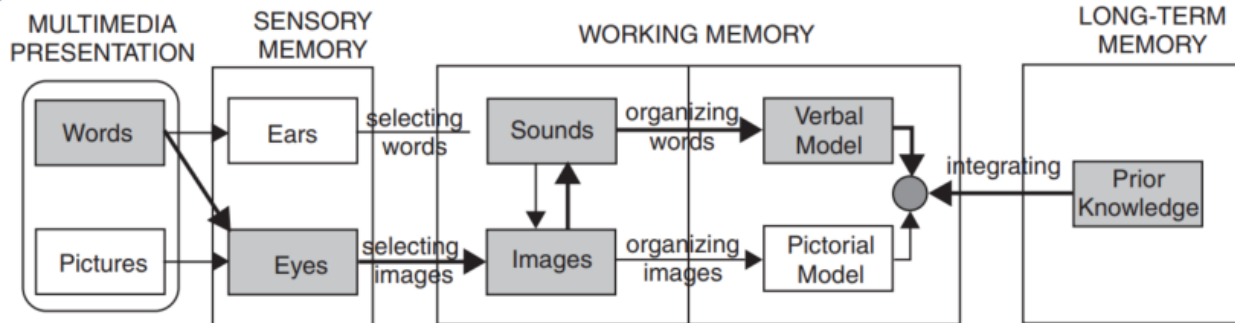 MULTIMEDIA
PRESENTATION
SENSORY
MEMORY
WORKING MEMORY
LONG-TERM
MEMORY
Words
Ears
selecting
words
Sounds
organizing
words
Verbal
Model
integrating
Prior
Knowledge
Pictures
Eyes
selecting
images
Images
organizing
images
Pictorial
Model